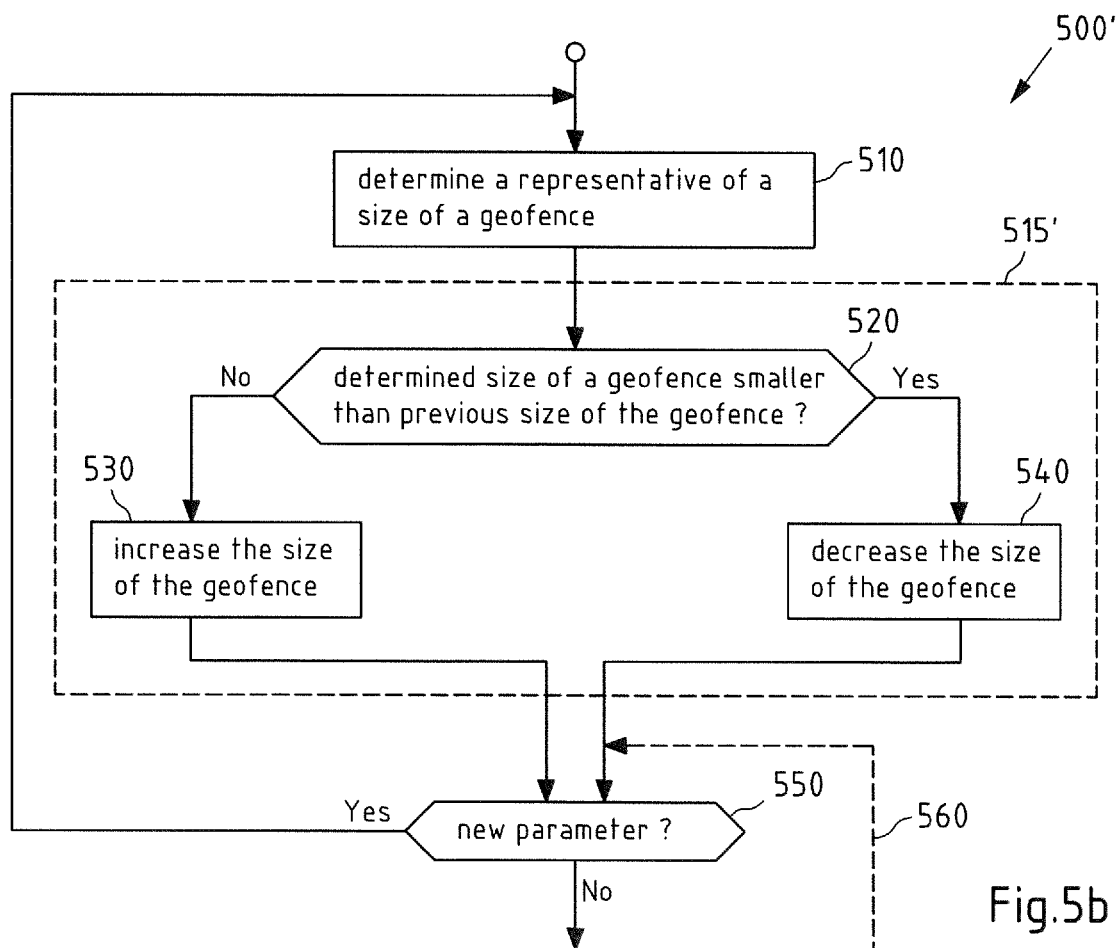 500'
determine a representative of a
size of a geofence
510
515'
520
No
determined size of a geofence smaller
than previous size of the geofence ?
Yes
530
540
increase the size
of the geofence
decrease the size
of the geofence
550
Yes
new parameter ?
560
No
Fig.5b